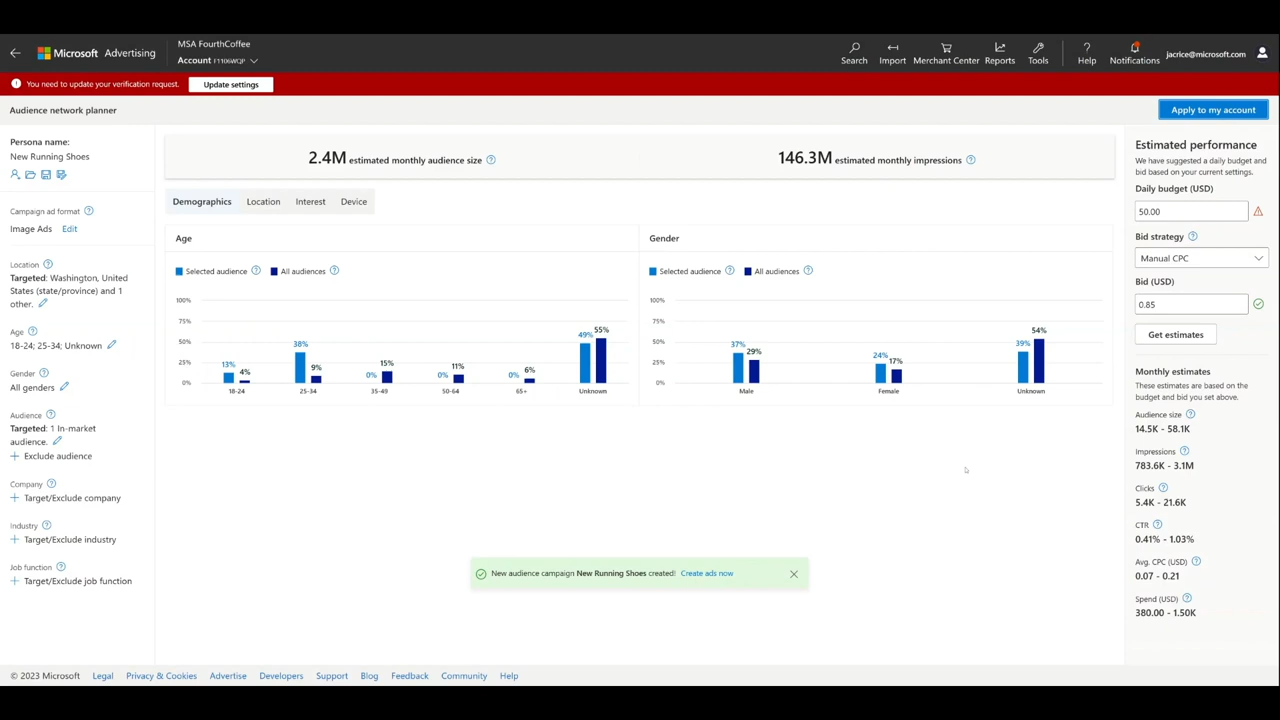 Microsoft Advertising
MSA FourthCoffee
Account F1106WQP
Search
Import
Merchant Center
Reports
Tools
Help
Notifications
jacrice@microsoft.com
You need to update your verification request.
Update settings
Audience network planner
Apply to my account
Persona name:
New Running Shoes
Campaign ad format
Image Ads Edit
Location
Targeted: Washington, United
States (state/province) and 1
other.
Age
18-24; 25-34; Unknown
Gender
All genders
Audience
Targeted: 1 In-market
audience.
Exclude audience
Company
Target/Exclude company
Industry
Target/Exclude industry
Job function
Target/Exclude job function
2.4M estimated monthly audience size
146.3M estimated monthly impressions
Demographics Location Interest Device
Age
Selected audience All audiences
100%
75%
50%
25%
0%
13% 4%
38% 9%
0% 15%
0% 11%
0% 6%
49% 55%
18-24 25-34 35-49 50-64 65+ Unknown
Gender
Selected audience All audiences
100%
75%
50%
25%
0%
37% 29%
24% 17%
39% 54%
Male Female Unknown
New audience campaign New Running Shoes created! Create ads now
Estimated performance
We have suggested a daily budget and
bid based on your current settings.
Daily budget (USD)
50.00
Bid strategy
Manual CPC
Bid (USD)
0.85
Get estimates
Monthly estimates
These estimates are based on the
budget and bid you set above.
Audience size
14.5K - 58.1K
Impressions
783.6K - 3.1M
Clicks
5.4K - 21.6K
CTR
0.41% - 1.03%
Avg. CPC (USD)
0.07 - 0.21
Spend (USD)
380.00 - 1.50K
© 2023 Microsoft Legal Privacy & Cookies Advertise Developers Support Blog Feedback Community Help